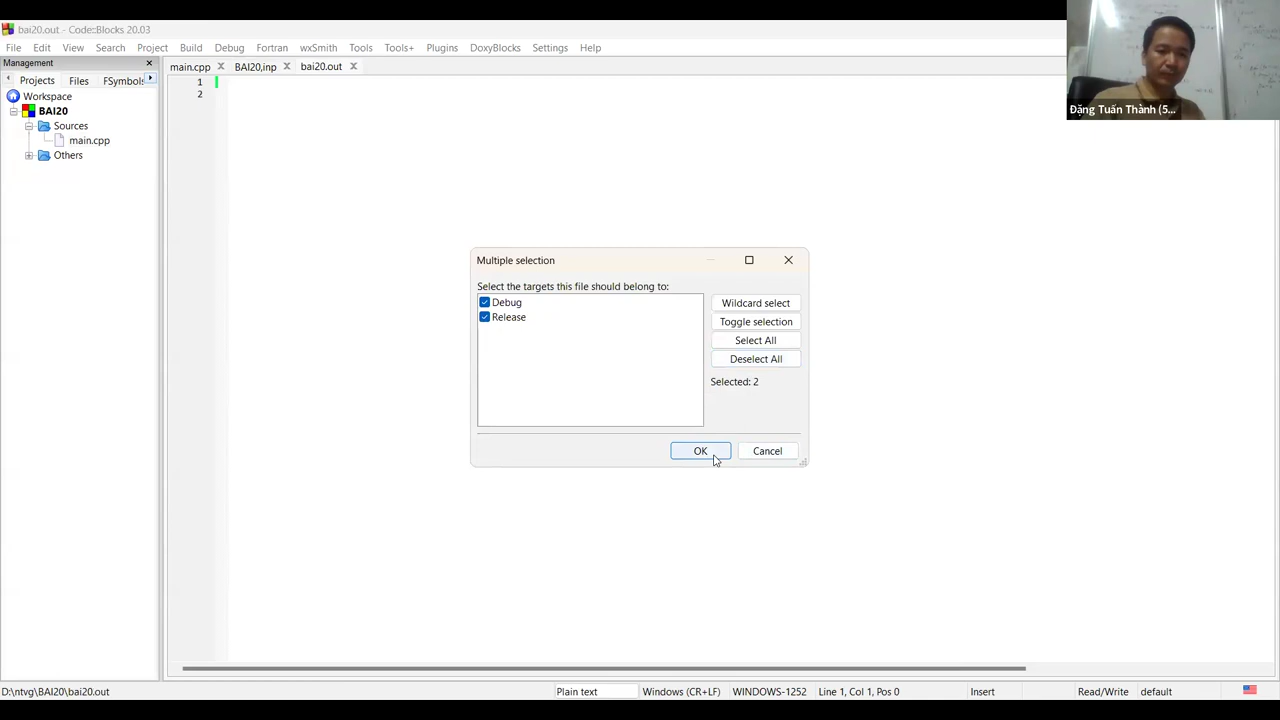 bai20.out - Code::Blocks 20.03
File Edit View Search Project Build Debug Fortran wxSmith Tools Tools+ Plugins DoxyBlocks Settings Help
Management
Projects Files FSymbols
main.cpp BAI20,inp bai20.out
Workspace
BAI20
Sources
main.cpp
Others
1
2
Multiple selection
Select the targets this file should belong to:
Debug
Release
Wildcard select
Toggle selection
Select All
Deselect All
Selected: 2
OK Cancel
Đặng Tuấn Thành (5...
D:\ntvg\BAI20\bai20.out Plain text Windows (CR+LF) WINDOWS-1252 Line 1, Col 1, Pos 0 Insert Read/Write default